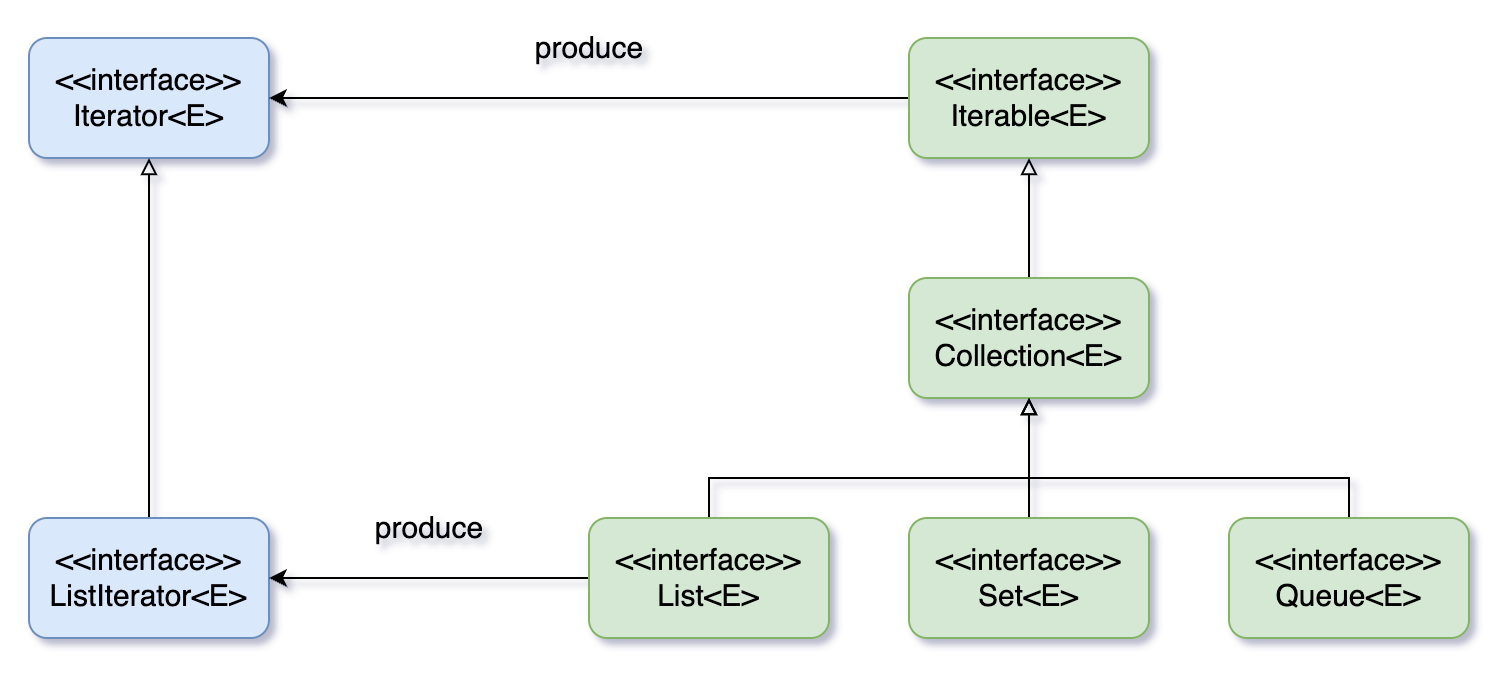 produce
<<interface>>
Iterator<E>
<<interface>>
Iterable<E>
<<interface>>
Collection<E>
produce
<<interface>>
ListIterator<E>
<<interface>>
List<E>
<<interface>>
Set<E>
<<interface>>
Queue<E>